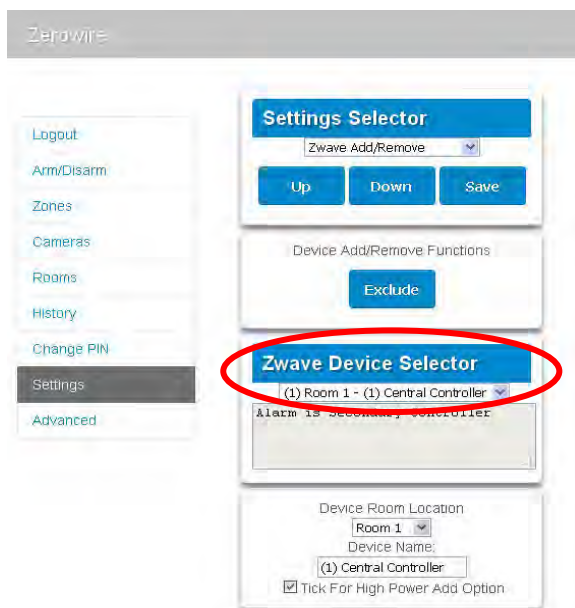 Zerowire
Logout
Arm/Disarm
Zones
Cameras
Rooms
History
Change PIN
Settings
Advanced
Settings Selector
Zwave Add/Remove
Up Down Save
Device Add/Remove Functions
Exclude
Zwave Device Selector
(1) Room 1 - (1) Central Controller
Alarm is Secondary Controller
Device Room Location
Room 1
Device Name:
(1) Central Controller
Tick For High Power Add Option